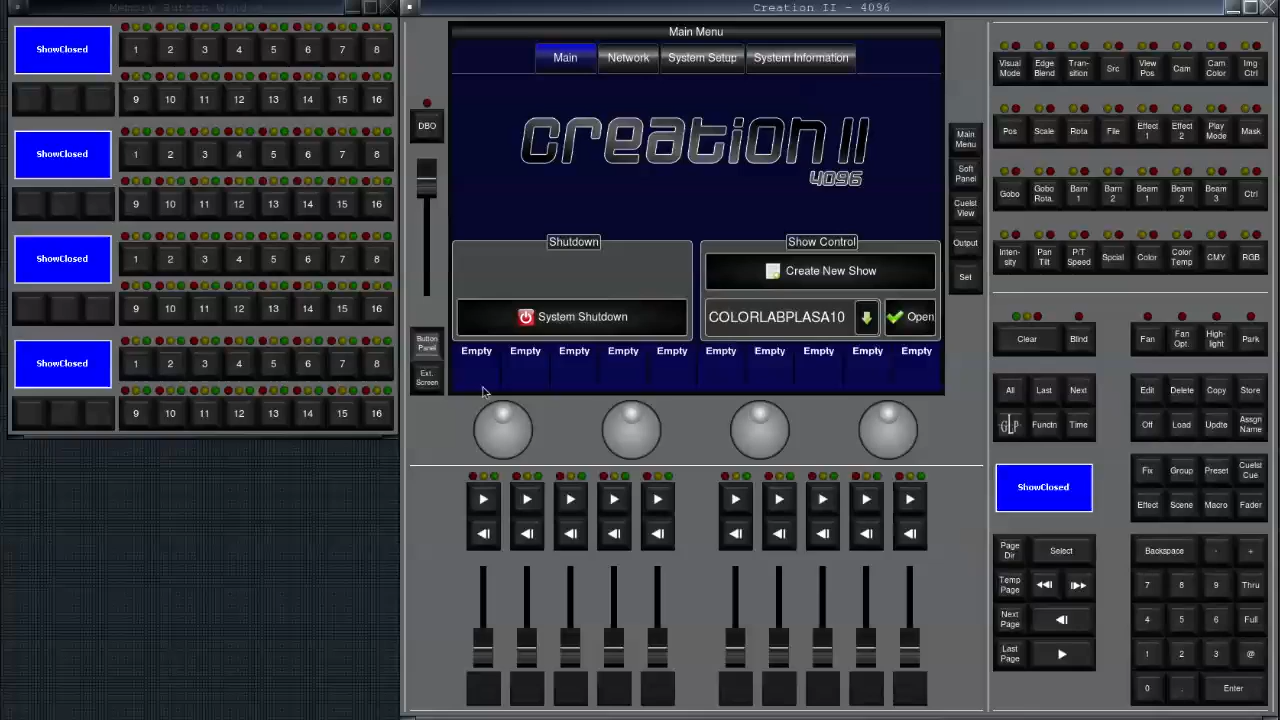 Memory Button Window
Creation II - 4096
ShowClosed
1 2 3 4 5 6 7 8
9 10 11 12 13 14 15 16
ShowClosed
1 2 3 4 5 6 7 8
9 10 11 12 13 14 15 16
ShowClosed
1 2 3 4 5 6 7 8
9 10 11 12 13 14 15 16
ShowClosed
1 2 3 4 5 6 7 8
9 10 11 12 13 14 15 16
DBO
Button
Panel
Ext.
Screen
Main Menu
Main Network System Setup System Information
creation II
4096
Shutdown
System Shutdown
Show Control
Create New Show
COLORLABPLASA10 Open
Empty Empty Empty Empty Empty Empty Empty Empty Empty Empty
Main
Menu
Soft
Panel
Cuelst
View
Output
Set
Visual
Mode
Edge
Blend
Tran-
sition
Src
View
Pos
Cam
Cam
Color
Img
Ctrl
Pos
Scale
Rota
File
Effect
1
Effect
2
Play
Mode
Mask
Gobo
Gobo
Rota.
Barn
1
Barn
2
Beam
1
Beam
2
Beam
3
Ctrl
Inten-
sity
Pan
Tilt
P/T
Speed
Spcial
Color
Color
Temp
CMY
RGB
Clear
Blnd
Fan
Fan
Opt.
High-
light
Park
All
Last
Next
GLP
Functn
Time
Edit
Delete
Copy
Store
Off
Load
Updte
Assgn
Name
ShowClosed
Fix
Group
Preset
Cuelst
Cue
Effect
Scene
Macro
Fader
Page
Dir
Select
Temp
Page
Next
Page
Last
Page
Backspace - +
7 8 9 Thru
4 5 6 Full
1 2 3 @
0 . Enter